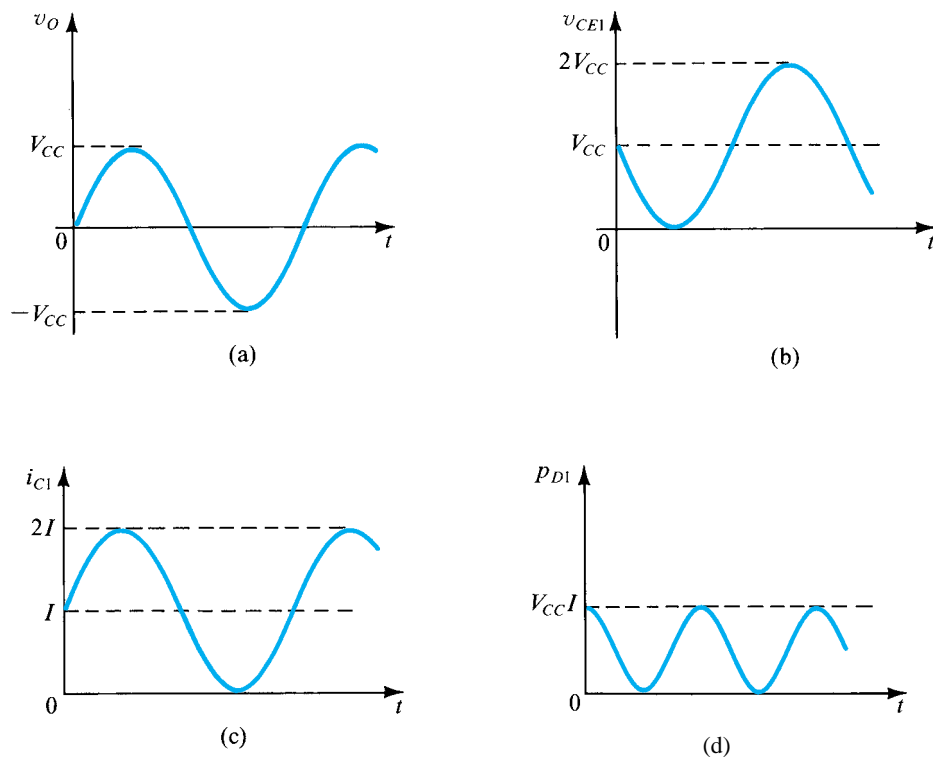 v_O
V_CC
0
t
−V_CC
(a)
v_CE1
2V_CC
V_CC
0
t
(b)
i_C1
2I
I
0
t
(c)
p_D1
V_CC I
0
t
(d)